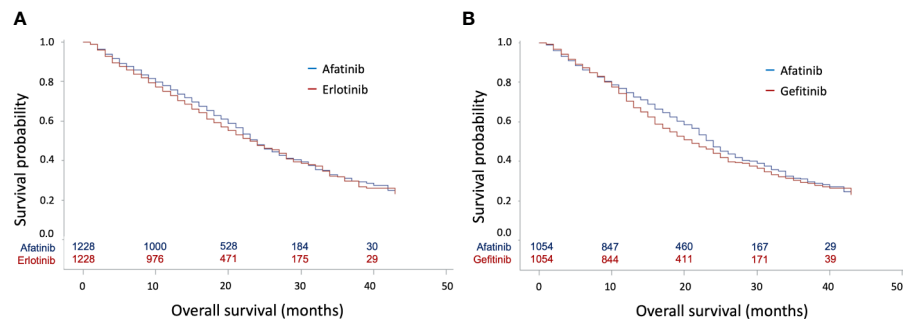 A
Survival probability
1.0
0.8
0.6
0.4
0.2
0.0
Afatinib
Erlotinib
Afatinib 1228 1000 528 184 30
Erlotinib 1228 976 471 175 29
0 10 20 30 40 50
Overall survival (months)
B
Survival probability
1.0
0.8
0.6
0.4
0.2
0.0
Afatinib
Gefitinib
Afatinib 1054 847 460 167 29
Gefitinib 1054 844 411 171 39
0 10 20 30 40 50
Overall survival (months)